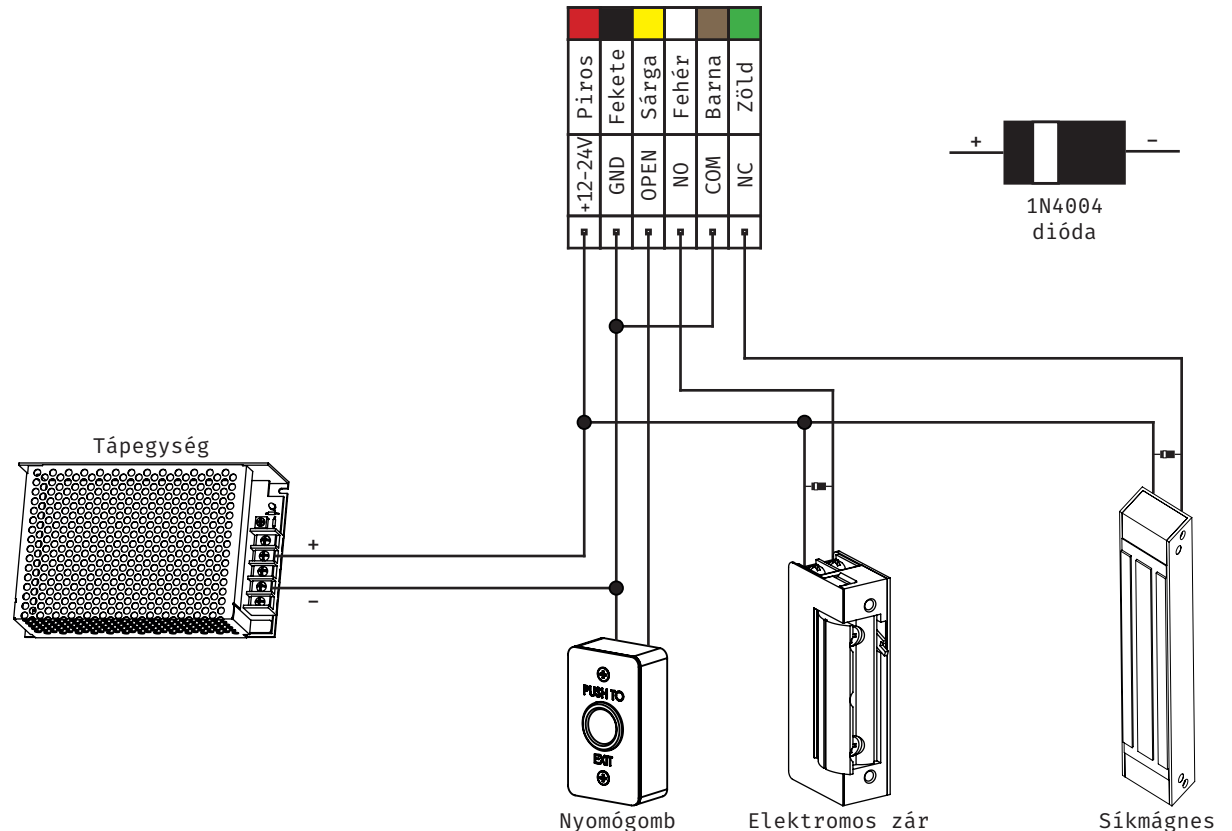 Piros
Fekete
Sárga
Fehér
Barna
Zöld
+12-24V
GND
OPEN
NO
COM
NC
+
-
1N4004
dióda
Tápegység
+
-
PUSH TO
EXIT
Nyomógomb
Elektromos zár
Síkmágnes